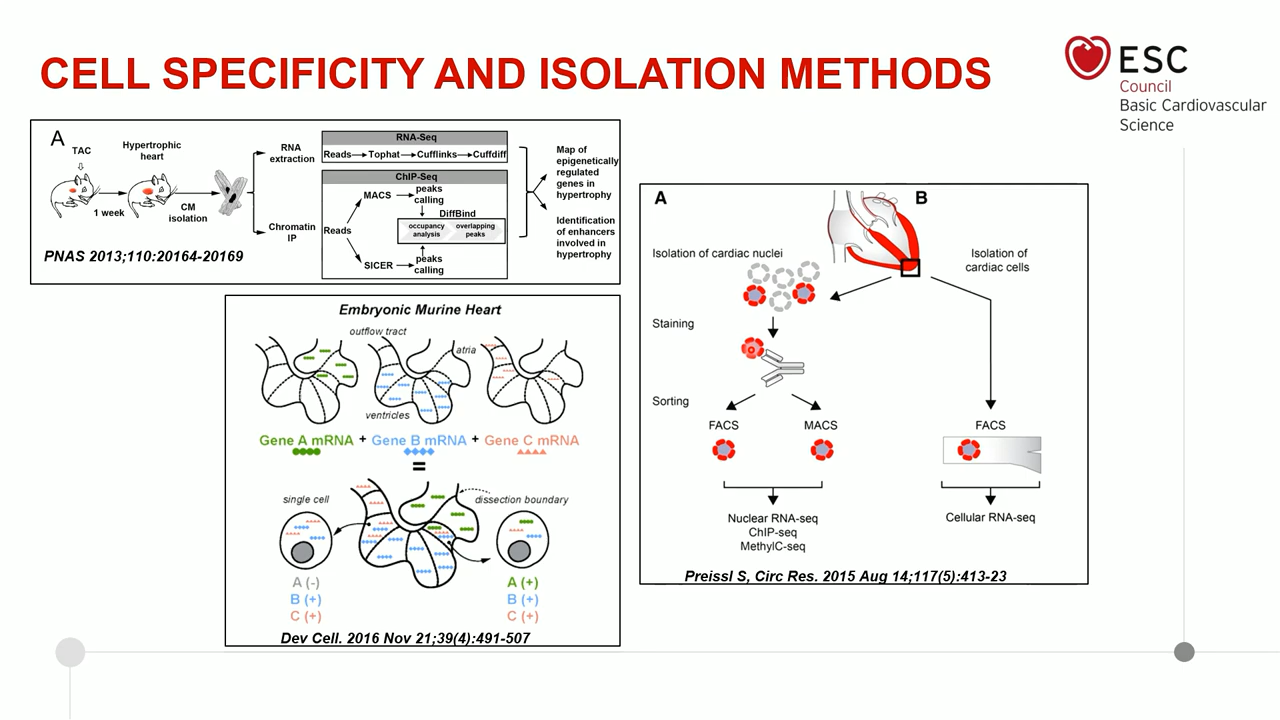 CELL SPECIFICITY AND ISOLATION METHODS
ESC
Council
Basic Cardiovascular
Science
A
TAC
Hypertrophic
heart
1 week
CM
isolation
RNA
extraction
Chromatin
IP
RNA-Seq
Reads
Tophat
Cufflinks
Cuffdiff
ChIP-Seq
Reads
MACS
peaks
calling
DiffBind
occupancy
analysis
overlapping
peaks
SICER
peaks
calling
Map of
epigenetically
regulated
genes in
hypertrophy
Identification
of enhancers
involved in
hypertrophy
PNAS 2013;110:20164-20169
Embryonic Murine Heart
outflow tract
atria
ventricles
Gene A mRNA + Gene B mRNA + Gene C mRNA
=
single cell
dissection boundary
A (-)
B (+)
C (+)
A (+)
B (+)
C (+)
Dev Cell. 2016 Nov 21;39(4):491-507
A
B
Isolation of cardiac nuclei
Isolation of
cardiac cells
Staining
Sorting
FACS
MACS
FACS
Nuclear RNA-seq
ChIP-seq
MethylC-seq
Cellular RNA-seq
Preissl S, Circ Res. 2015 Aug 14;117(5):413-23